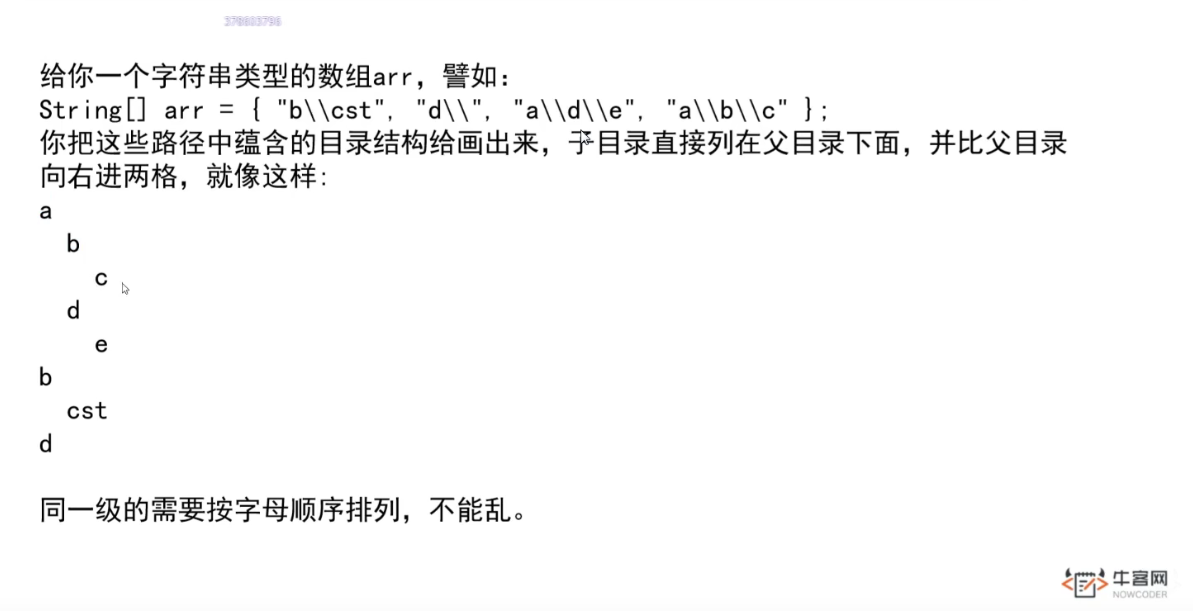 378603796
给你一个字符串类型的数组arr，譬如：
String[] arr = { "b\\cst", "d\\", "a\\d\\e", "a\\b\\c" };
你把这些路径中蕴含的目录结构给画出来，子目录直接列在父目录下面，并比父目录
向右进两格，就像这样：
a
b
c
d
e
b
cst
d
同一级的需要按字母顺序排列，不能乱。
牛客网
NOWCODER